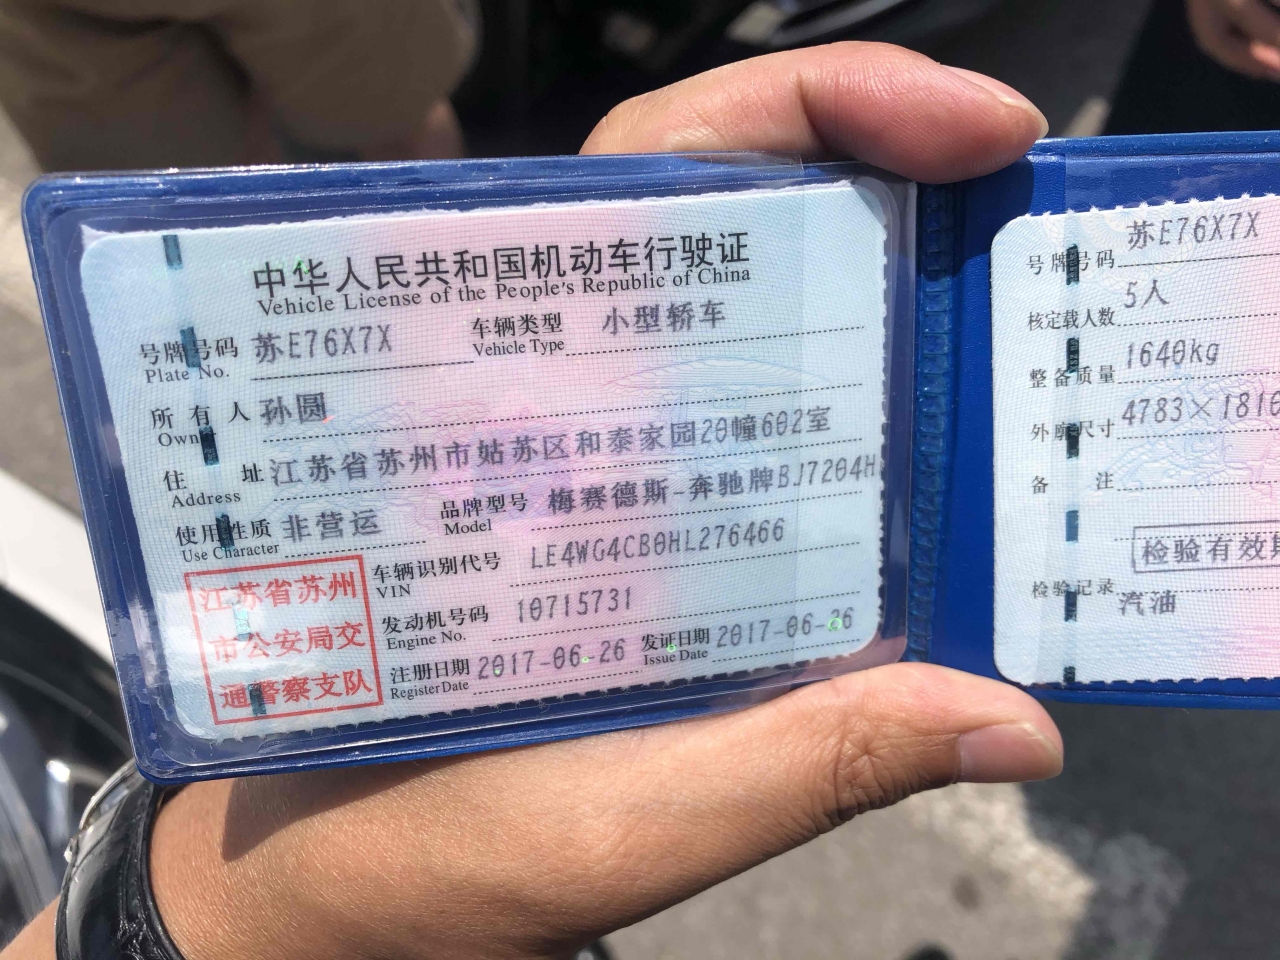 中华人民共和国机动车行驶证
Vehicle License of the People's Republic of China
号牌号码 苏E76X7X 车辆类型 小型轿车
Plate No. Vehicle Type
所有人 孙圆
Owner
住址 江苏省苏州市姑苏区和泰家园20幢602室
Address
使用性质 非营运 品牌型号 梅赛德斯-奔驰牌BJ7204H
Use Character Model
车辆识别代号 LE4WG4CB0HL276466
VIN
发动机号码 10715731
Engine No.
注册日期 2017-06-26 发证日期 2017-06-26
Register Date Issue Date
江苏省苏州
市公安局交
通警察支队
号牌号码 苏E76X7X
核定载人数 5人
整备质量 1640kg
外廓尺寸 4783×1810
备注
检验有效期
检验记录
汽油